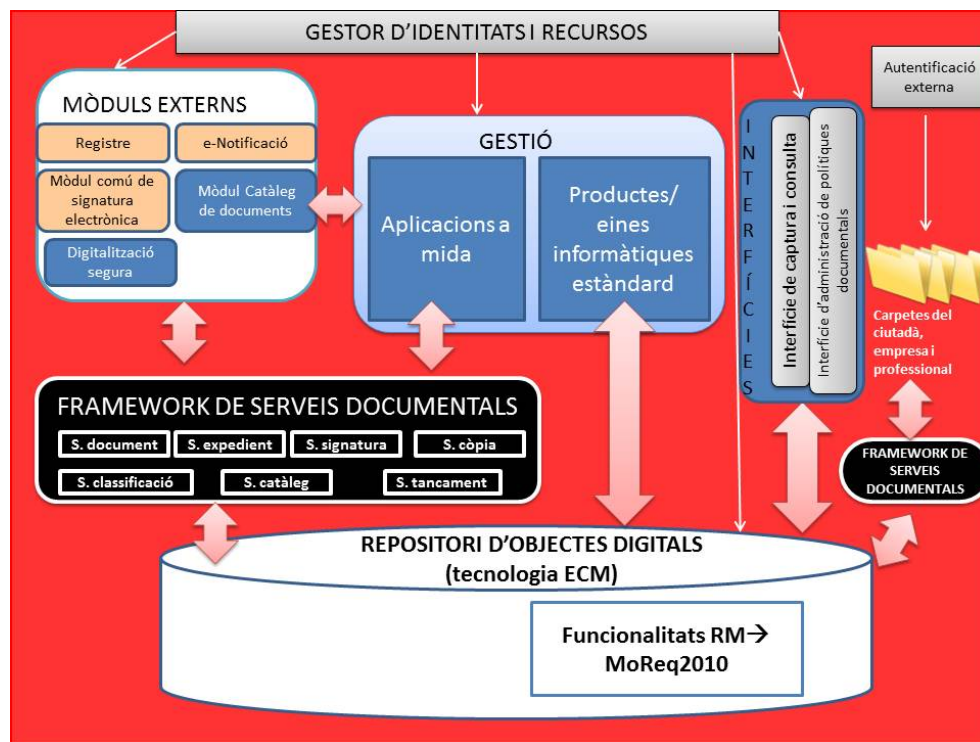 GESTOR D’IDENTITATS I RECURSOS
Autentificació
externa
MÒDULS EXTERNS
Registre
e-Notificació
Mòdul comú de
signatura
electrònica
Mòdul Catàleg
de documents
Digitalització
segura
GESTIÓ
Aplicacions a
mida
Productes/
eines
informàtiques
estàndard
INTERFÍCIES
Interfície de captura i consulta
Interfície d’administració de polítiques
documentals
Carpetes del
ciutadà,
empresa i
professional
FRAMEWORK DE SERVEIS DOCUMENTALS
S. document
S. expedient
S. signatura
S. còpia
S. classificació
S. catàleg
S. tancament
FRAMEWORK DE
SERVEIS
DOCUMENTALS
REPOSITORI D’OBJECTES DIGITALS
(tecnologia ECM)
Funcionalitats RM→
MoReq2010